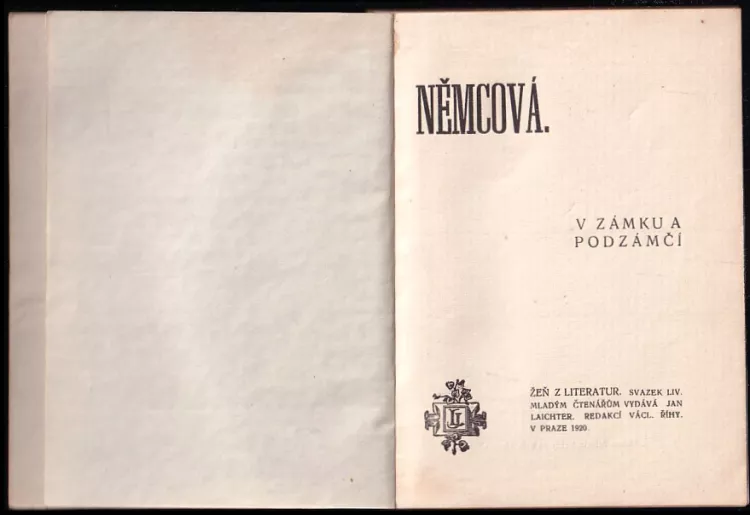 NĚMCOVÁ.
V ZÁMKU A
PODZÁMČÍ
ŽEŇ Z LITERATUR. SVAZEK LIV.
MLADÝM ČTENÁŘŮM VYDÁVÁ JAN
LAICHTER. REDAKCÍ VÁCL. ŘÍHY.
V PRAZE 1920.